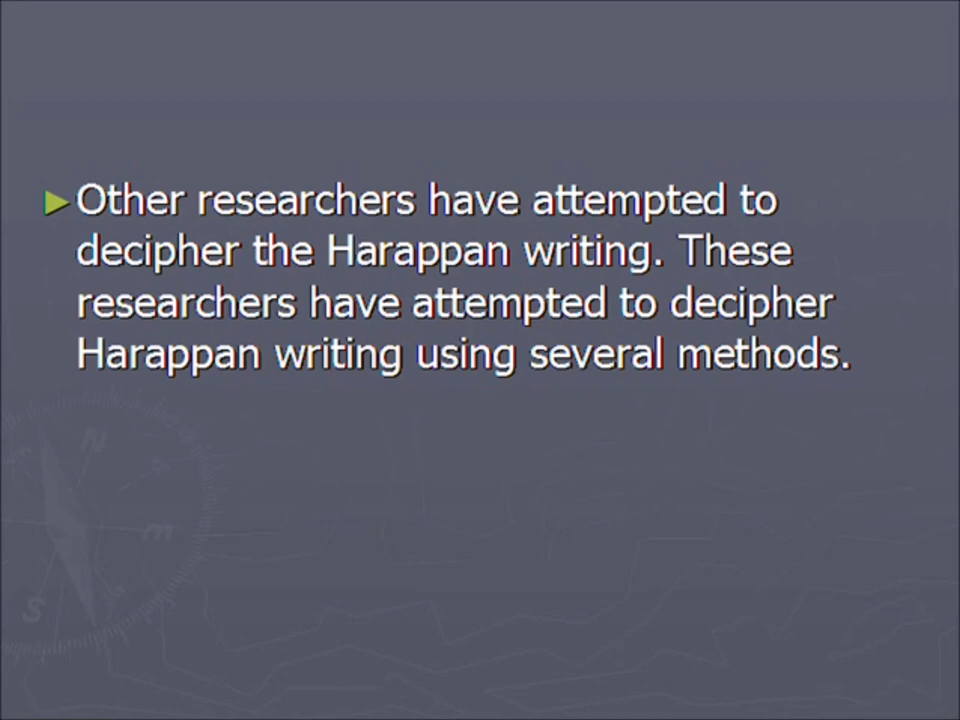 ►Other researchers have attempted to
decipher the Harappan writing. These
researchers have attempted to decipher
Harappan writing using several methods.
N
S